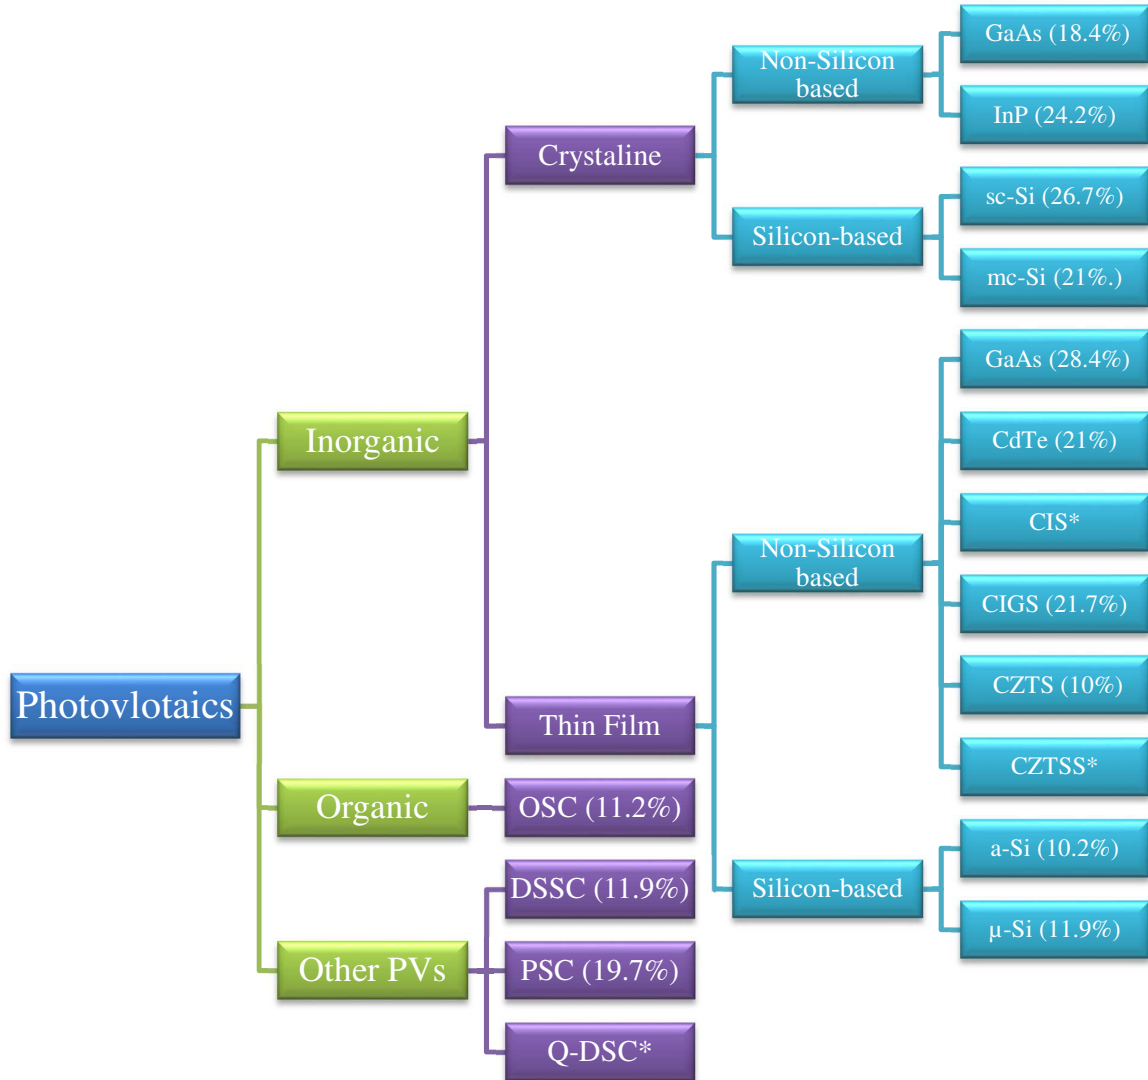 GaAs (18.4%)
Non-Silicon
based
InP (24.2%)
Crystaline
sc-Si (26.7%)
Silicon-based
mc-Si (21%.)
GaAs (28.4%)
Inorganic
CdTe (21%)
CIS*
Non-Silicon
based
CIGS (21.7%)
Photovlotaics
Thin Film
CZTS (10%)
CZTSS*
Organic
OSC (11.2%)
a-Si (10.2%)
DSSC (11.9%)
Silicon-based
µ-Si (11.9%)
Other PVs
PSC (19.7%)
Q-DSC*